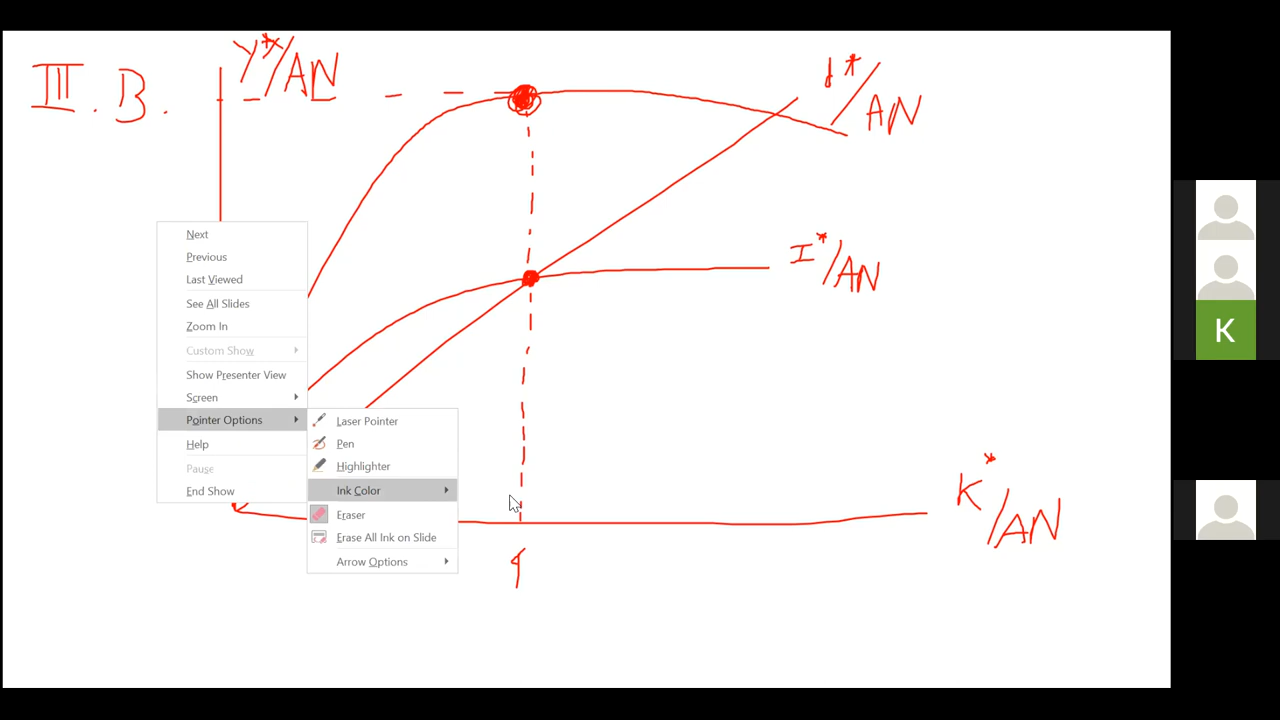 III. B.
Y*/AN
d*/AN
I*/AN
K*/AN
Next
Previous
Last Viewed
See All Slides
Zoom In
Custom Show
Show Presenter View
Screen
Pointer Options
Help
Pause
End Show
Laser Pointer
Pen
Highlighter
Ink Color
Eraser
Erase All Ink on Slide
Arrow Options
K